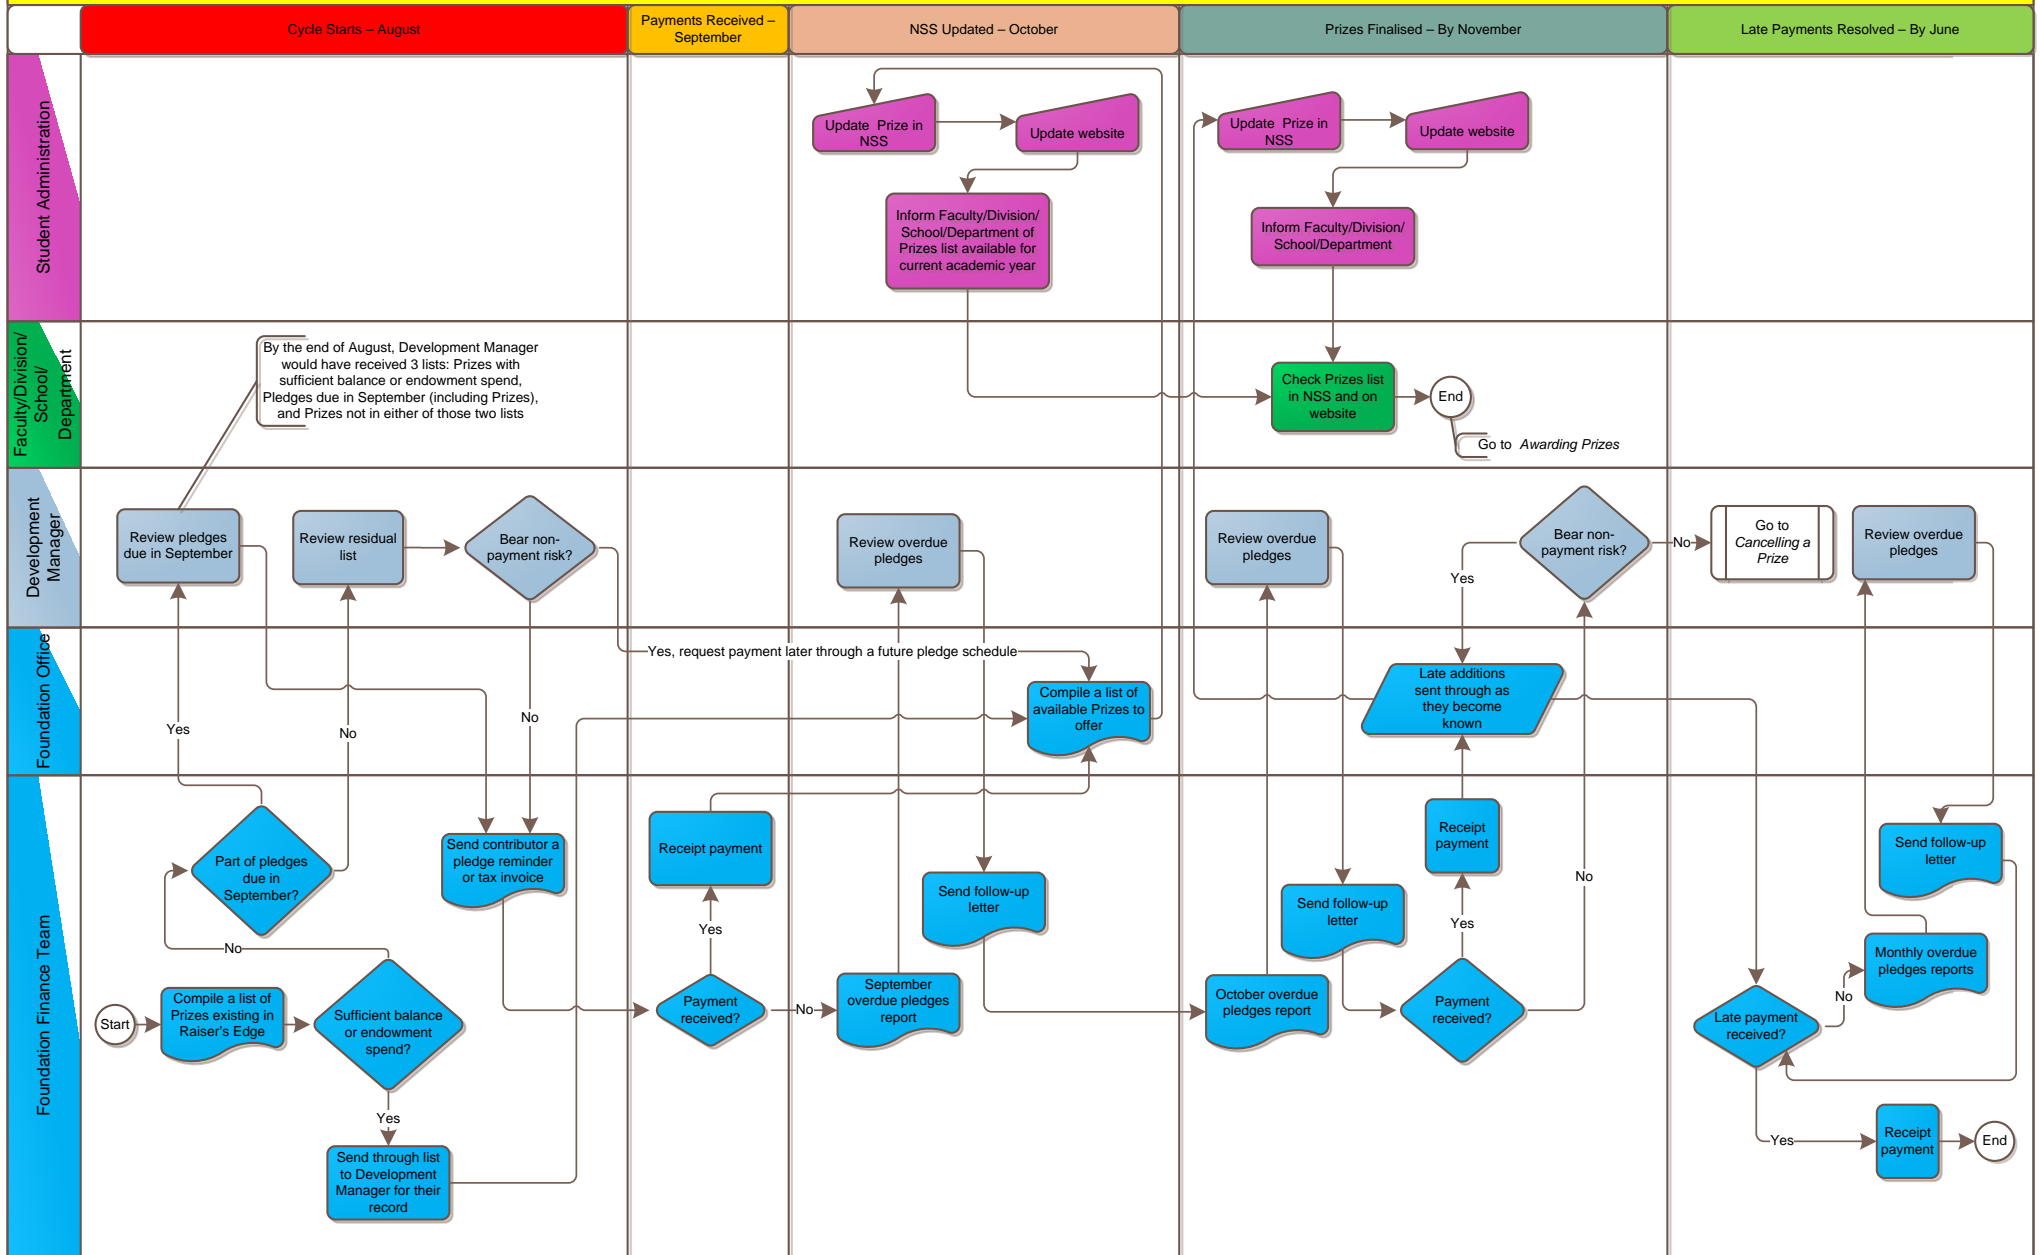 Cycle Starts – August
Payments Received –
September
NSS Updated – October
Prizes Finalised – By November
Late Payments Resolved – By June
Student Administration
Update  Prize in
NSS
Update website
Inform Faculty/Division/
School/Department of
Prizes list available for
current academic year
Update  Prize in
NSS
Update website
Inform Faculty/Division/
School/Department
Faculty/Division/
School/
Department
By the end of August, Development Manager
would have received 3 lists: Prizes with
sufficient balance or endowment spend,
Pledges due in September (including Prizes),
and Prizes not in either of those two lists
Check Prizes list
in NSS and on
website
End
Go to  Awarding Prizes
Development
Manager
Review pledges
due in September
Review residual
list
Bear non-
payment risk?
Review overdue
pledges
Review overdue
pledges
Bear non-
payment risk?
Yes
No
Go to
Cancelling a
Prize
Review overdue
pledges
Foundation Office
Yes
No
No
Yes, request payment later through a future pledge schedule
Compile a list of
available Prizes to
offer
Late additions
sent through as
they become
known
Foundation Finance Team
Start
Compile a list of
Prizes existing in
Raiser's Edge
Sufficient balance
or endowment
spend?
No
Part of pledges
due in
September?
Yes
Send through list
to Development
Manager for their
record
Send contributor a
pledge reminder
or tax invoice
Receipt payment
Yes
Payment
received?
No
September
overdue pledges
report
Send follow-up
letter
October overdue
pledges report
Send follow-up
letter
Receipt
payment
Yes
Payment
received?
No
Late payment
received?
No
Monthly overdue
pledges reports
Send follow-up
letter
Yes
Receipt
payment
End